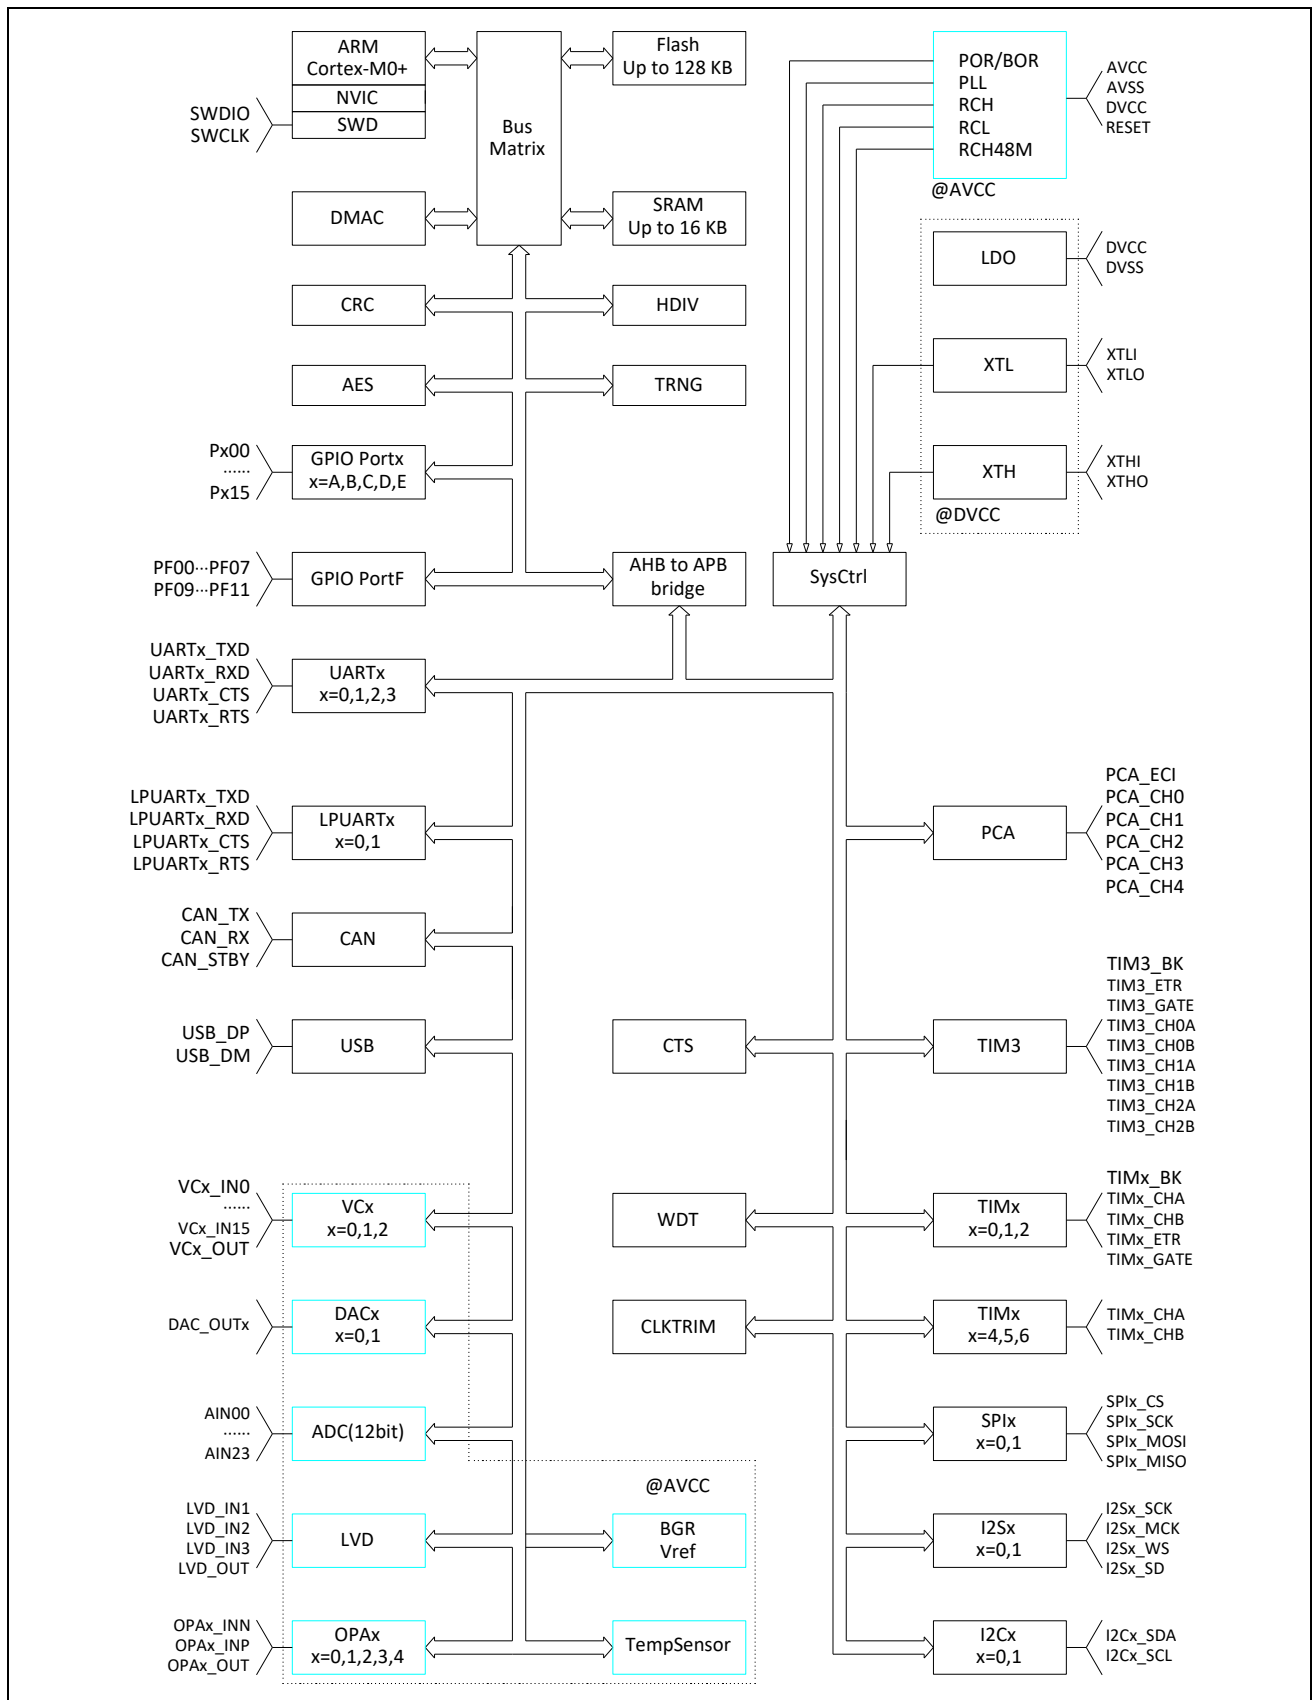 ARM
Cortex-M0+
NVIC
SWD
SWDIO
SWCLK
Bus
Matrix
Flash
Up to 128 KB
POR/BOR
PLL
RCH
RCL
RCH48M
@AVCC
AVCC
AVSS
DVCC
RESET
DMAC
SRAM
Up to 16 KB
LDO
DVCC
DVSS
CRC
HDIV
XTL
XTLI
XTLO
AES
TRNG
Px00
......
Px15
GPIO Portx
x=A,B,C,D,E
XTH
@DVCC
XTHI
XTHO
PF00···PF07
PF09···PF11
GPIO PortF
AHB to APB
bridge
SysCtrl
UARTx_TXD
UARTx_RXD
UARTx_CTS
UARTx_RTS
UARTx
x=0,1,2,3
LPUARTx_TXD
LPUARTx_RXD
LPUARTx_CTS
LPUARTx_RTS
LPUARTx
x=0,1
PCA
PCA_ECI
PCA_CH0
PCA_CH1
PCA_CH2
PCA_CH3
PCA_CH4
CAN_TX
CAN_RX
CAN_STBY
CAN
USB_DP
USB_DM
USB
CTS
TIM3
TIM3_BK
TIM3_ETR
TIM3_GATE
TIM3_CH0A
TIM3_CH0B
TIM3_CH1A
TIM3_CH1B
TIM3_CH2A
TIM3_CH2B
VCx_IN0
......
VCx_IN15
VCx_OUT
VCx
x=0,1,2
WDT
TIMx
x=0,1,2
TIMx_BK
TIMx_CHA
TIMx_CHB
TIMx_ETR
TIMx_GATE
DAC_OUTx
DACx
x=0,1
CLKTRIM
TIMx
x=4,5,6
TIMx_CHA
TIMx_CHB
AIN00
......
AIN23
ADC(12bit)
SPIx
x=0,1
SPIx_CS
SPIx_SCK
SPIx_MOSI
SPIx_MISO
@AVCC
LVD_IN1
LVD_IN2
LVD_IN3
LVD_OUT
LVD
BGR
Vref
I2Sx
x=0,1
I2Sx_SCK
I2Sx_MCK
I2Sx_WS
I2Sx_SD
OPAx_INN
OPAx_INP
OPAx_OUT
OPAx
x=0,1,2,3,4
TempSensor
I2Cx
x=0,1
I2Cx_SDA
I2Cx_SCL